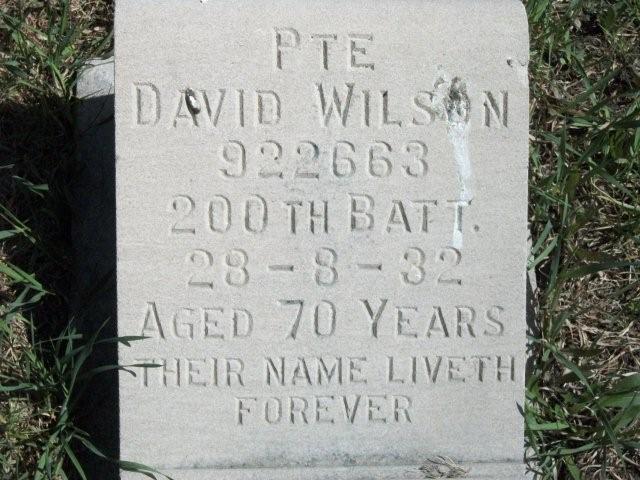 PTE
DAVID WILSON
922663
200TH BATT.
28-8-32
AGED 70 YEARS
THEIR NAME LIVETH
FOREVER